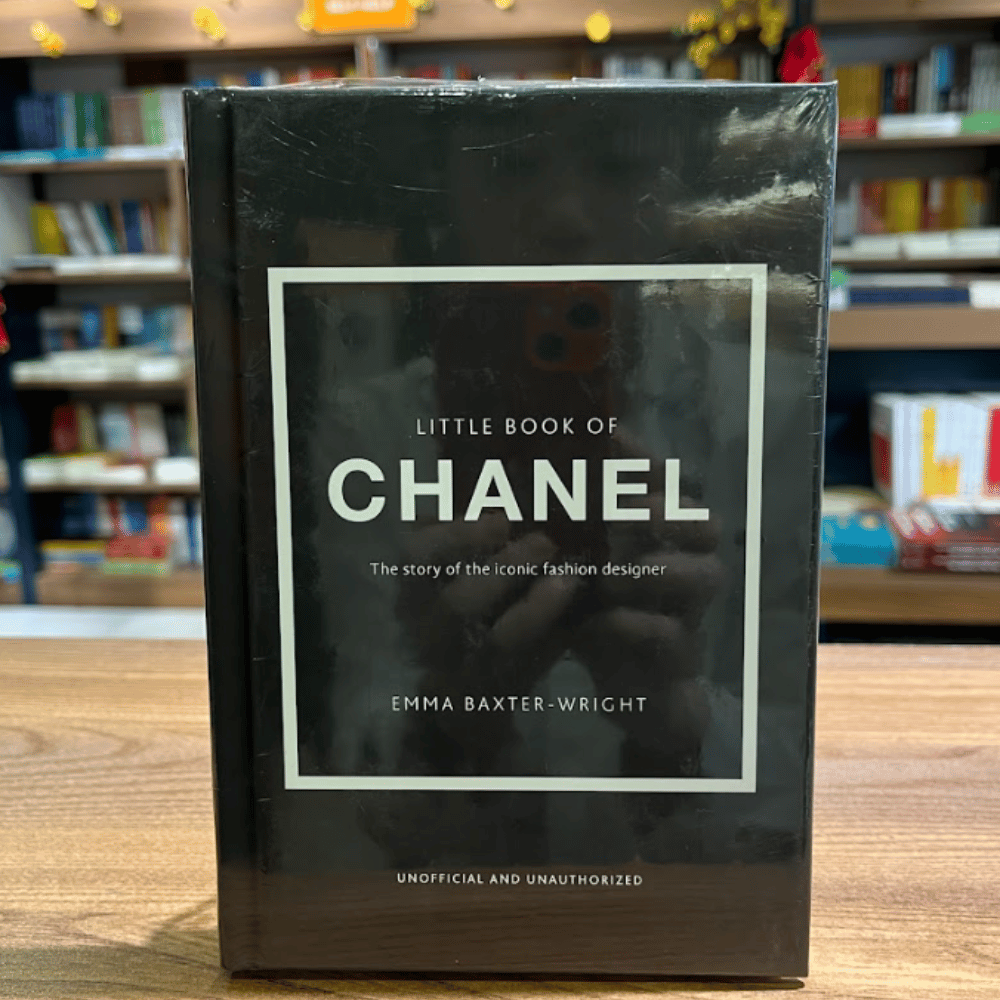 LITTLE BOOK OF
CHANEL
The story of the iconic fashion designer
EMMA BAXTER-WRIGHT
UNOFFICIAL AND UNAUTHORIZED